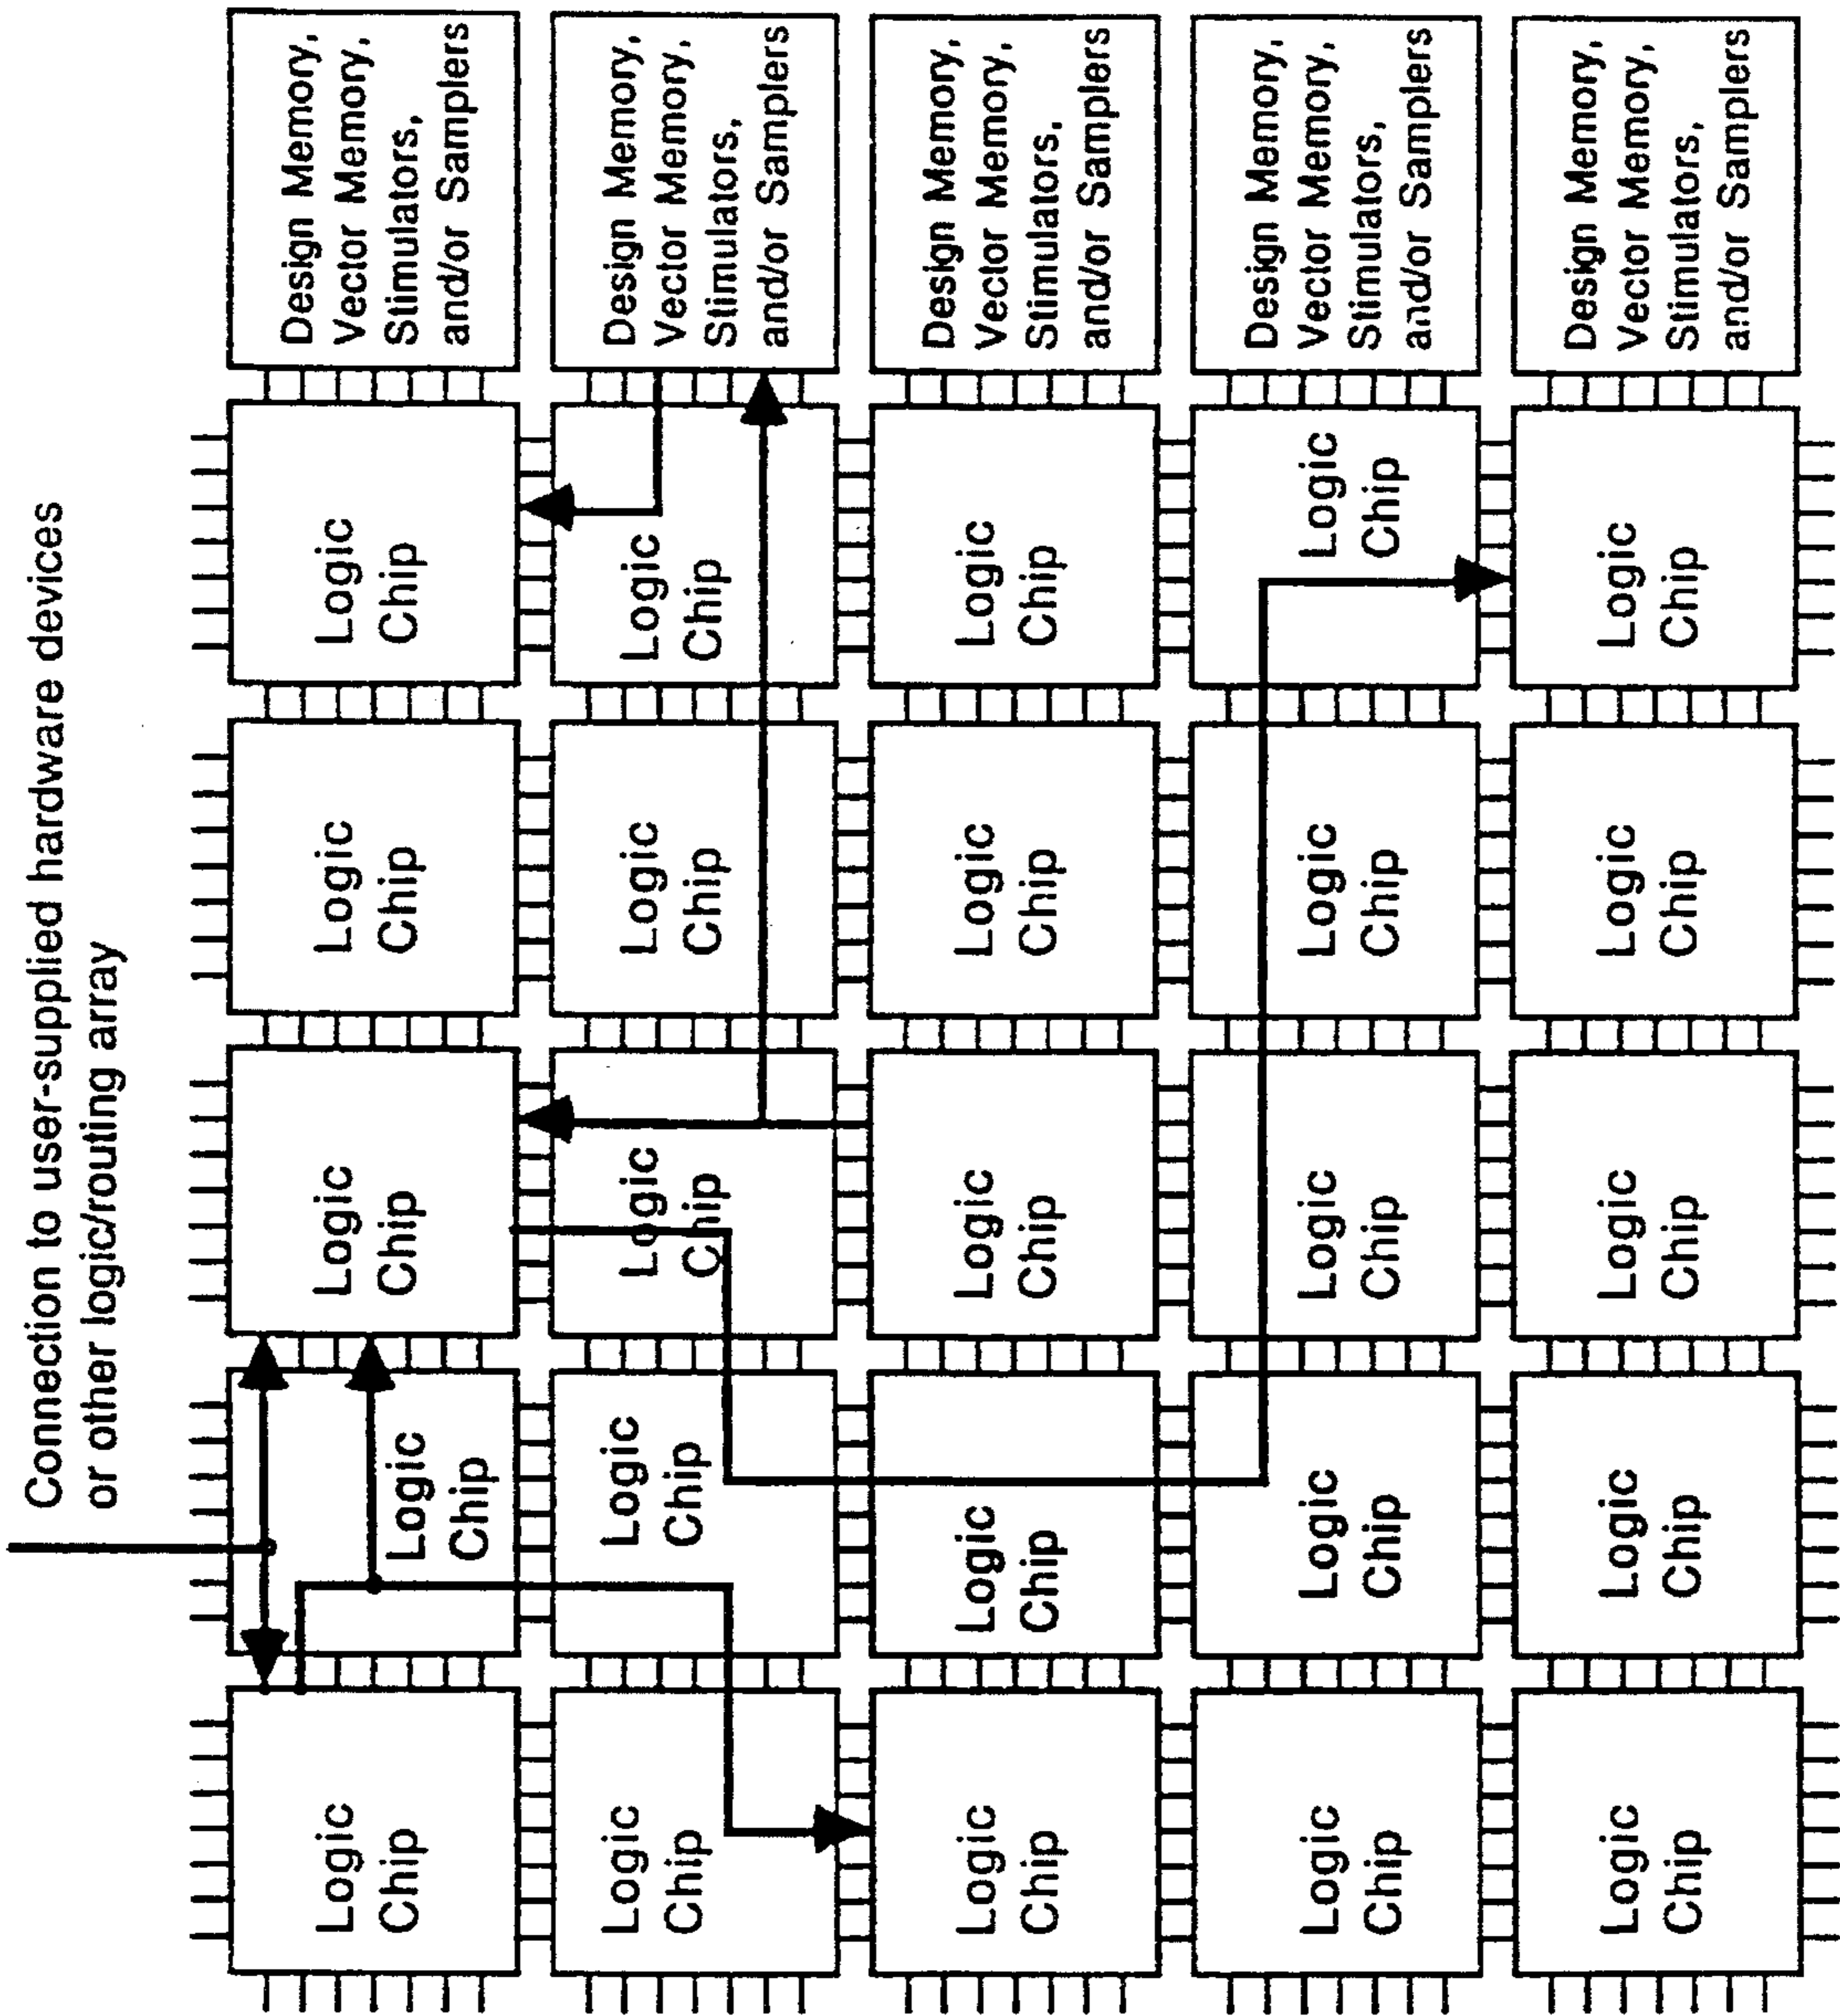 Connection to user-supplied hardware devices
or other logic/routing array
Logic
Chip
Logic
Chip
Logic
Chip
Logic
Chip
Logic
Chip
Design Memory,
Vector Memory,
Stimulators,
and/or Samplers
Logic
Chip
Logic
Chip
Logic
Chip
Logic
Chip
Logic
Chip
Design Memory,
Vector Memory,
Stimulators,
and/or Samplers
Logic
Chip
Logic
Chip
Logic
Chip
Logic
Chip
Logic
Chip
Design Memory,
Vector Memory,
Stimulators,
and/or Samplers
Logic
Chip
Logic
Chip
Logic
Chip
Logic
Chip
Logic
Chip
Design Memory,
Vector Memory,
Stimulators,
and/or Samplers
Logic
Chip
Logic
Chip
Logic
Chip
Logic
Chip
Logic
Chip
Design Memory,
Vector Memory,
Stimulators,
and/or Samplers